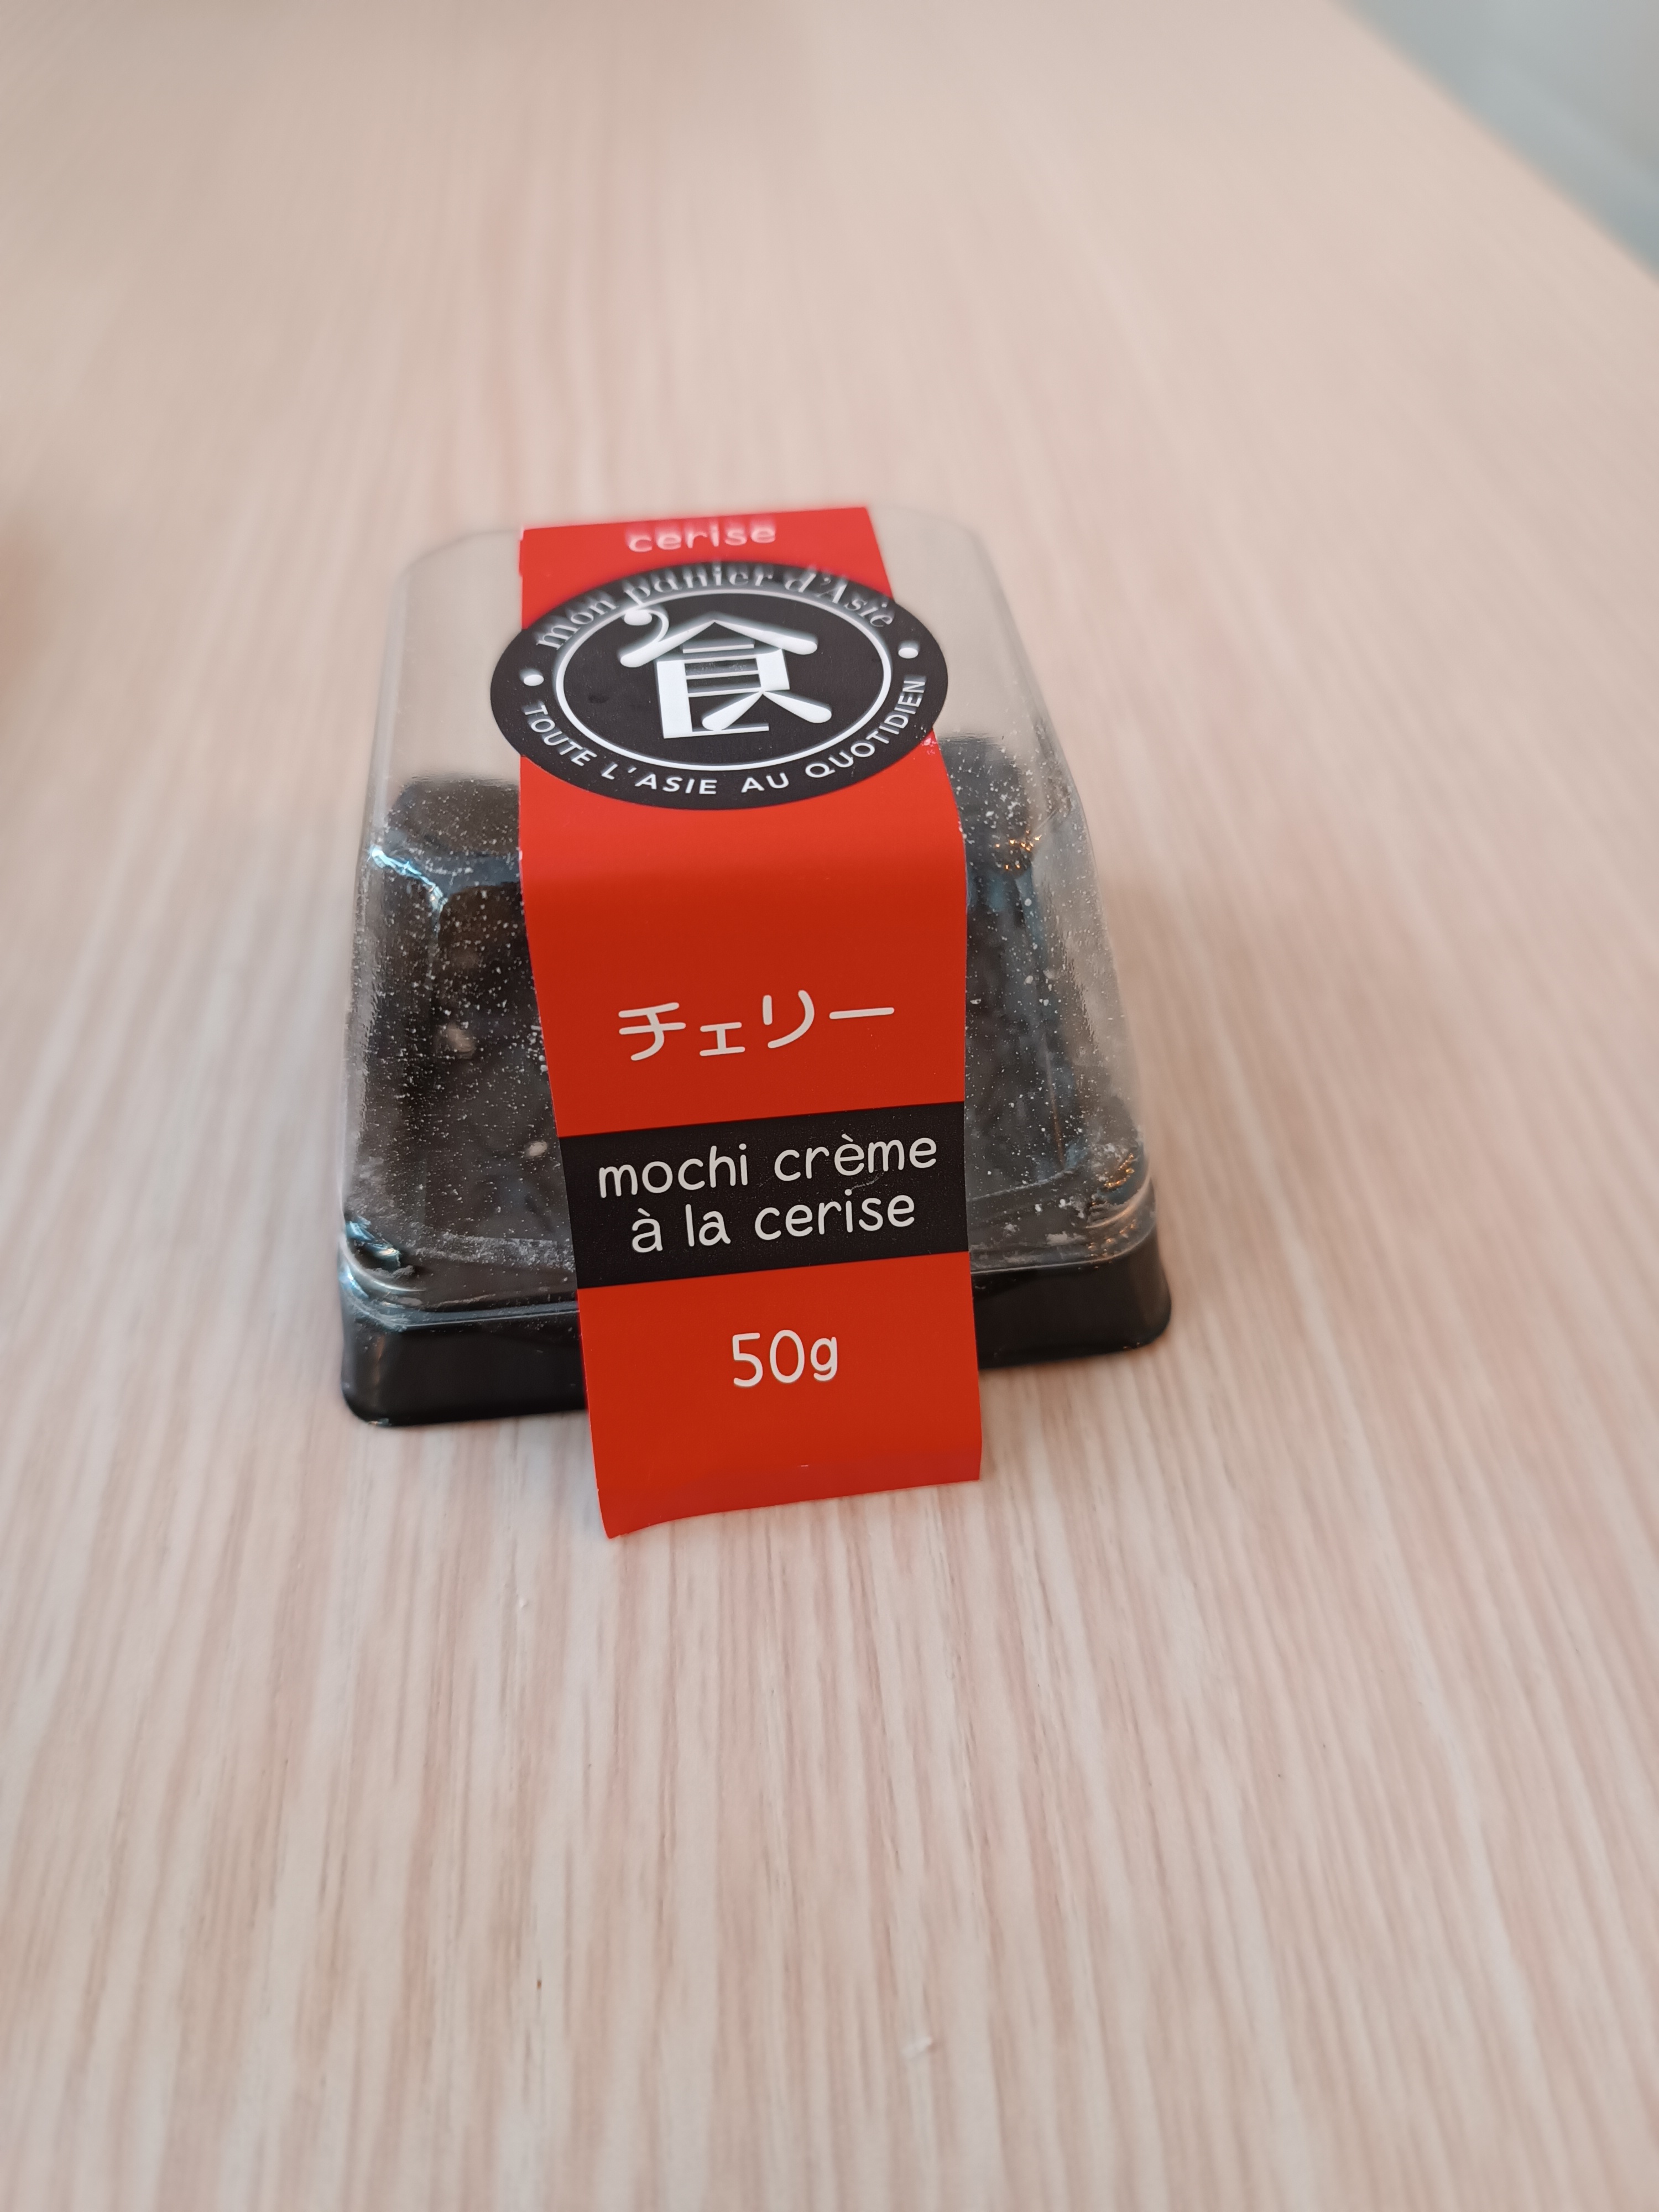 cerise
mon panier d'Asie
食
TOUTE L'ASIE AU QUOTIDIEN
チェリー
mochi crème
à la cerise
50g